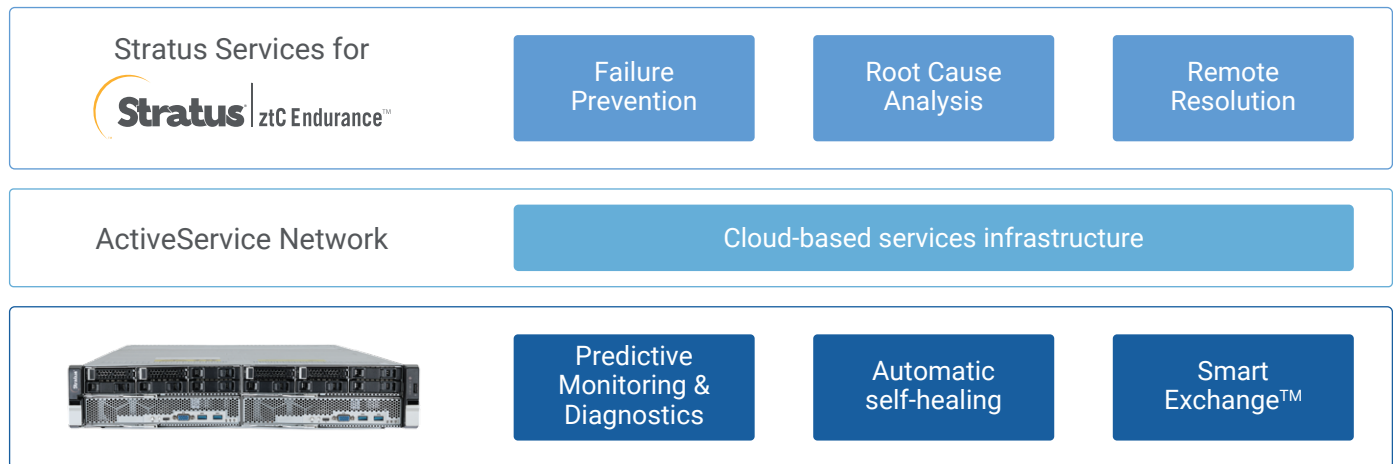 Stratus Services for
Stratus ztC Endurance™
Failure
Prevention
Root Cause
Analysis
Remote
Resolution
ActiveService Network
Cloud-based services infrastructure
Stratus
Predictive
Monitoring &
Diagnostics
Automatic
self-healing
Smart
Exchange™